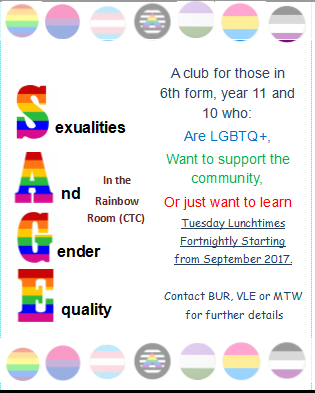 Sexualities
And
Gender
Equality
In the
Rainbow
Room (CTC)
A club for those in
6th form, year 11 and
10 who:
Are LGBTQ+,
Want to support the
community,
Or just want to learn
Tuesday Lunchtimes
Fortnightly Starting
from September 2017.
Contact BUR, VLE or MTW
for further details